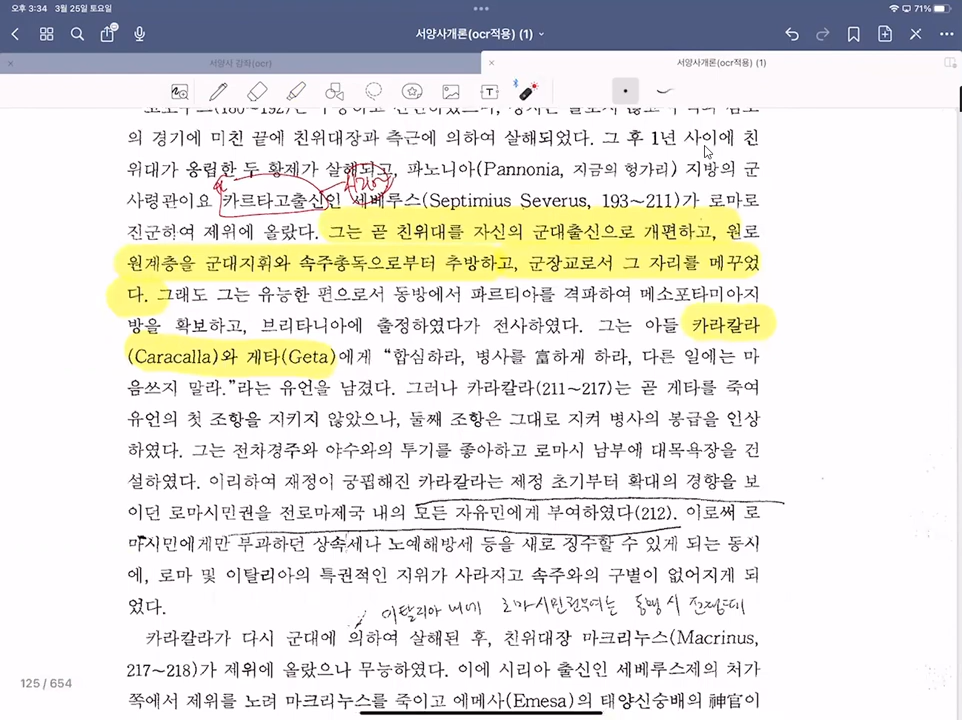 오후 3:34 3월 25일 토요일
71%
서양사개론(ocr적용) (1)
서양사 강좌(ocr)
서양사개론(ocr적용) (1)
의 경기에 미친 끝에 친위대장과 측근에 의하여 살해되었다. 그 후 1년 사이에 친
위대가 옹립한 두 황제가 살해되고, 파노니아(Pannonia, 지금의 헝가리) 지방의 군
사령관이요 카르타고출신인 세베루스(Septimius Severus, 193~211)가 로마로
진군하여 제위에 올랐다. 그는 곧 친위대를 자신의 군대출신으로 개편하고, 원로
원계층을 군대지휘와 속주총독으로부터 추방하고, 군장교로서 그 자리를 메꾸었
다. 그래도 그는 유능한 편으로서 동방에서 파르티아를 격파하여 메소포타미아지
방을 확보하고, 브리타니아에 출정하였다가 전사하였다. 그는 아들 카라칼라
(Caracalla)와 게타(Geta)에게 “합심하라, 병사를 富하게 하라, 다른 일에는 마
음쓰지 말라.”라는 유언을 남겼다. 그러나 카라칼라(211~217)는 곧 게타를 죽여
유언의 첫 조항을 지키지 않았으나, 둘째 조항은 그대로 지켜 병사의 봉급을 인상
하였다. 그는 전차경주와 야수와의 투기를 좋아하고 로마시 남부에 대목욕장을 건
설하였다. 이리하여 재정이 궁핍해진 카라칼라는 제정 초기부터 확대의 경향을 보
이던 로마시민권을 전로마제국 내의 모든 자유민에게 부여하였다(212). 이로써 로
마시민에게만 부과하던 상속세나 노예해방세 등을 새로 징수할 수 있게 되는 동시
에, 로마 및 이탈리아의 특권적인 지위가 사라지고 속주와의 구별이 없어지게 되
었다.
이탈리아 내에 로마시민권부여는 동맹시 전쟁때
카라칼라가 다시 군대에 의하여 살해된 후, 친위대장 마크리누스(Macrinus,
217~218)가 제위에 올랐으나 무능하였다. 이에 시리아 출신인 세베루스제의 처가
쪽에서 제위를 노려 마크리누스를 죽이고 에메사(Emesa)의 태양신숭배의 神官이
125 / 654